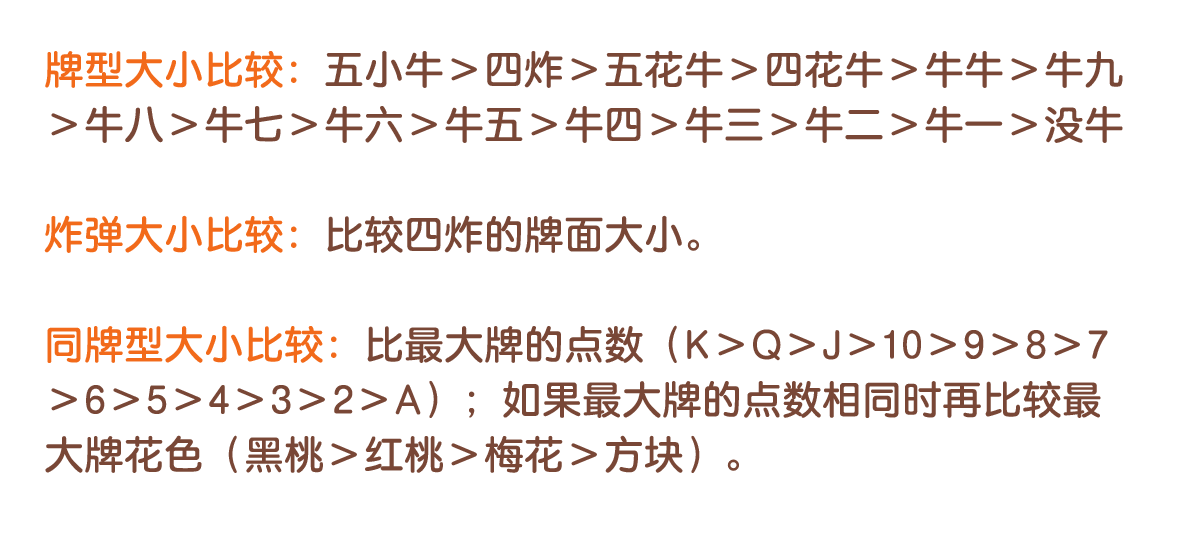 牌型大小比较：五小牛＞四炸＞五花牛＞四花牛＞牛牛＞牛九
＞牛八＞牛七＞牛六＞牛五＞牛四＞牛三＞牛二＞牛一＞没牛
炸弹大小比较：比较四炸的牌面大小。
同牌型大小比较：比最大牌的点数（K＞Q＞J＞10＞9＞8＞7
＞6＞5＞4＞3＞2＞A）；如果最大牌的点数相同时再比较最
大牌花色（黑桃＞红桃＞梅花＞方块）。